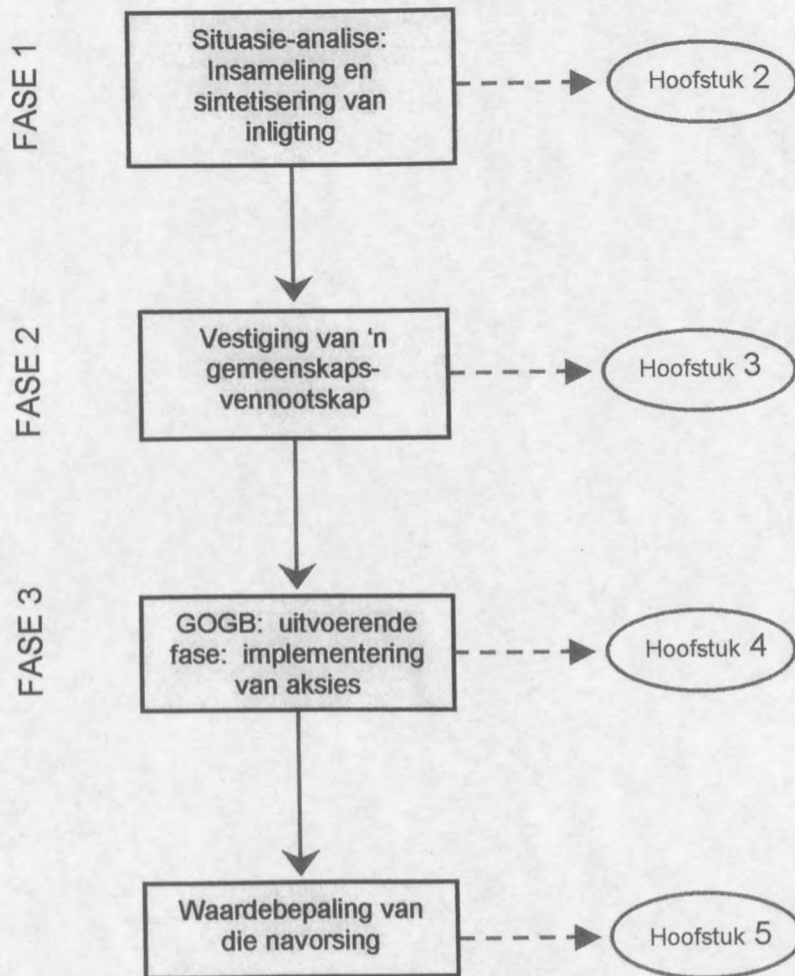 FASE 1
Situasie-analise:
Insameling en
sintetisering van
inligting
Hoofstuk 2
FASE 2
Vestiging van ‘n
gemeenskaps-
vennootskap
Hoofstuk 3
FASE 3
GOGB: uitvoerende
fase: implementering
van aksies
Hoofstuk 4
Waardebepaling van
die navorsing
Hoofstuk 5